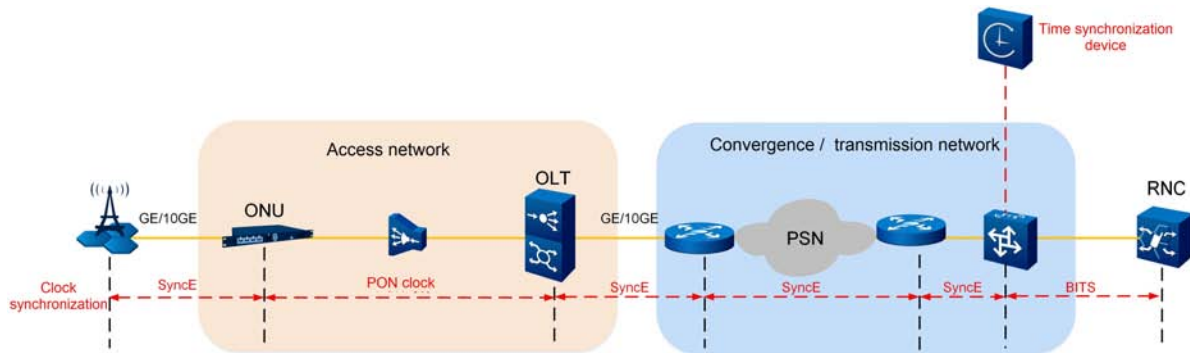 Time synchronization
device
Access network
Convergence / transmission network
OLT
RNC
ONU
GE/10GE
GE/10GE
PSN
Clock
synchronization
SyncE
PON clock
SyncE
SyncE
SyncE
BITS